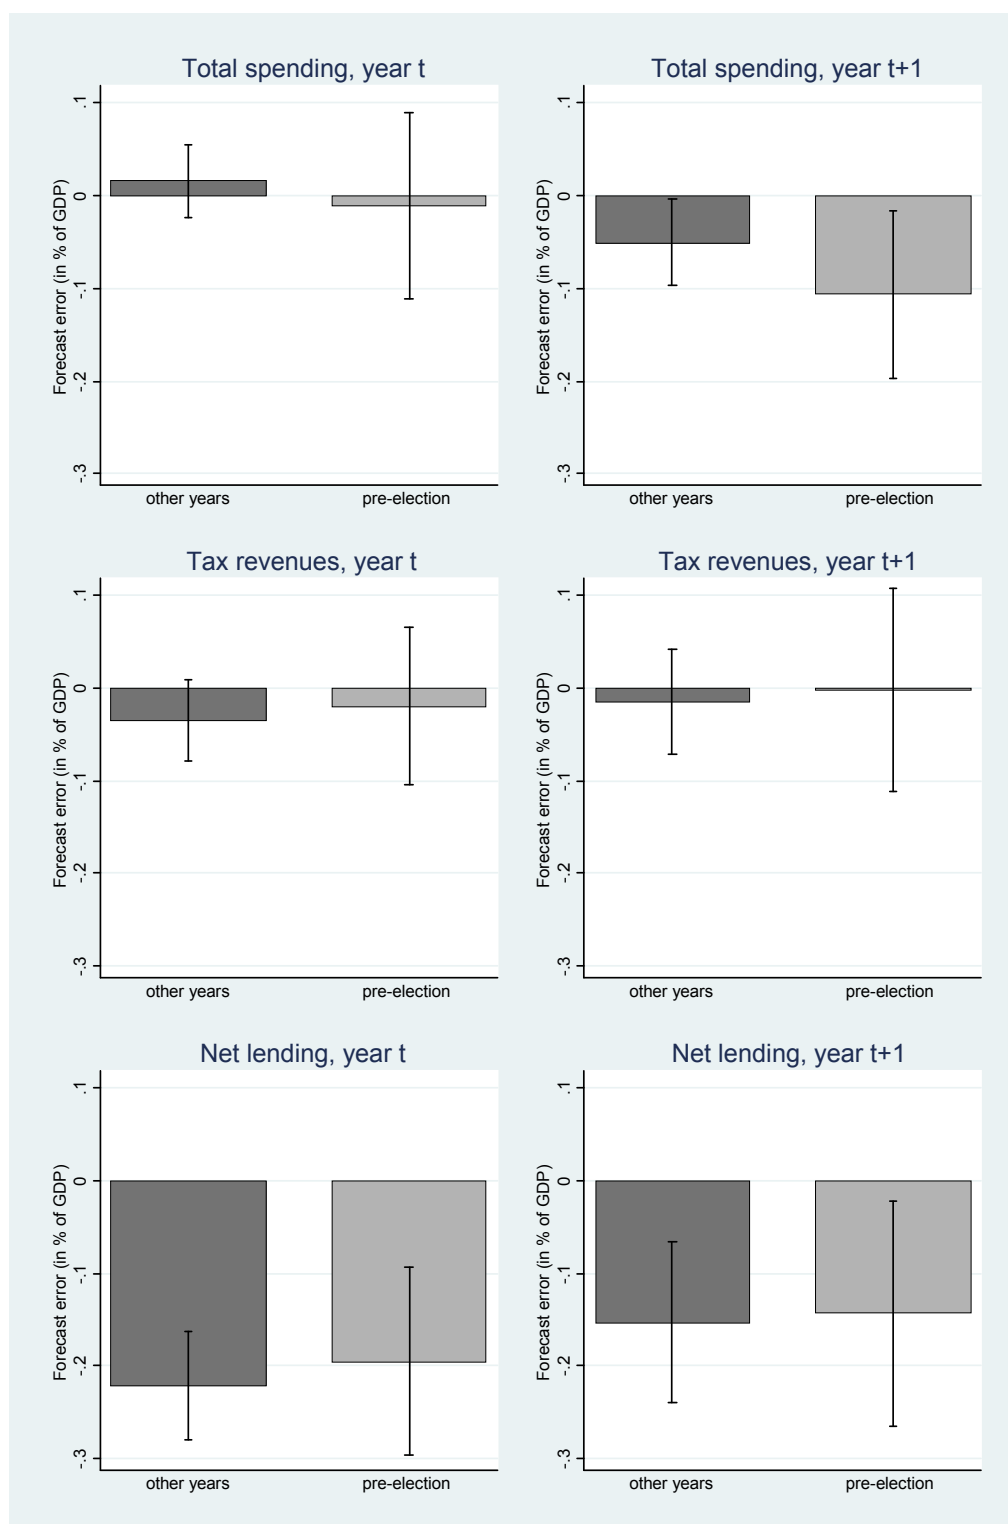 Total spending, year t
Forecast error (in % of GDP)
.1
0
-.1
-.2
-.3
other years
pre-election
Total spending, year t+1
Forecast error (in % of GDP)
.1
0
-.1
-.2
-.3
other years
pre-election
Tax revenues, year t
Forecast error (in % of GDP)
.1
0
-.1
-.2
-.3
other years
pre-election
Tax revenues, year t+1
Forecast error (in % of GDP)
.1
0
-.1
-.2
-.3
other years
pre-election
Net lending, year t
Forecast error (in % of GDP)
.1
0
-.1
-.2
-.3
other years
pre-election
Net lending, year t+1
Forecast error (in % of GDP)
.1
0
-.1
-.2
-.3
other years
pre-election